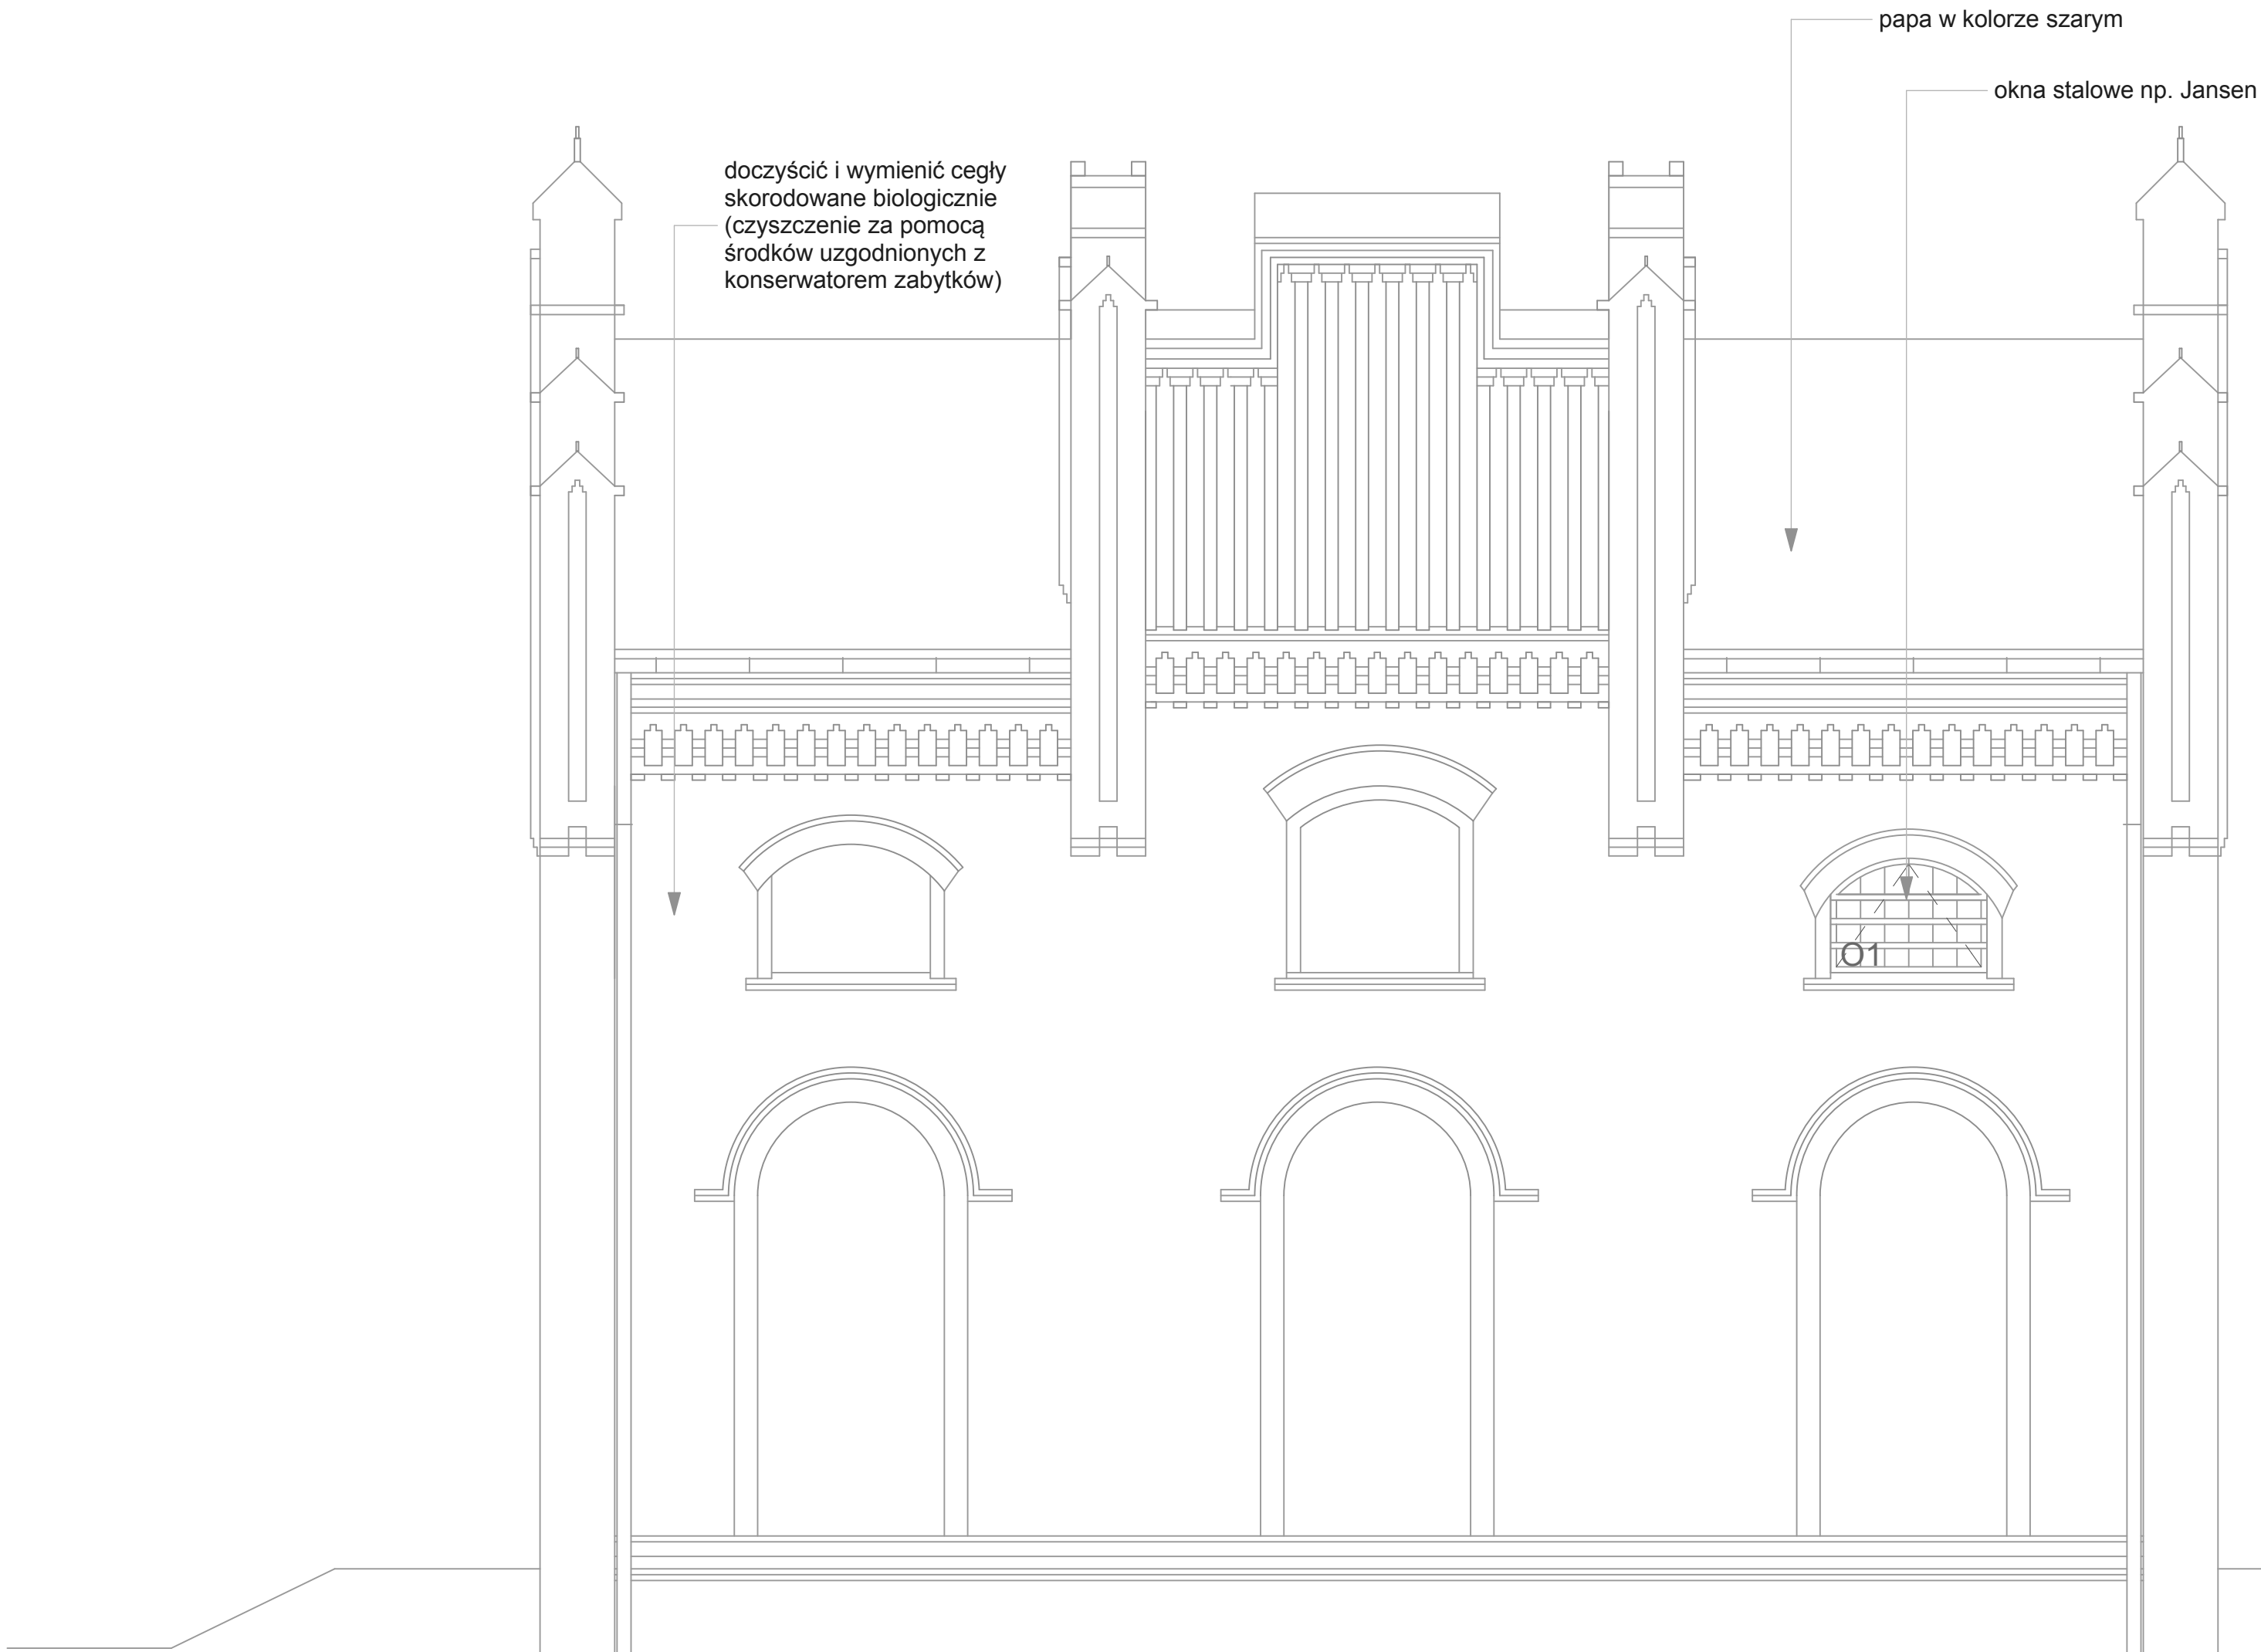 papa w kolorze szarym
okna stalowe np. Jansen
doczyścić i wymienić cegły
skorodowane biologicznie
(czyszczenie za pomocą
środków uzgodnionych z
konserwatorem zabytków)
O1